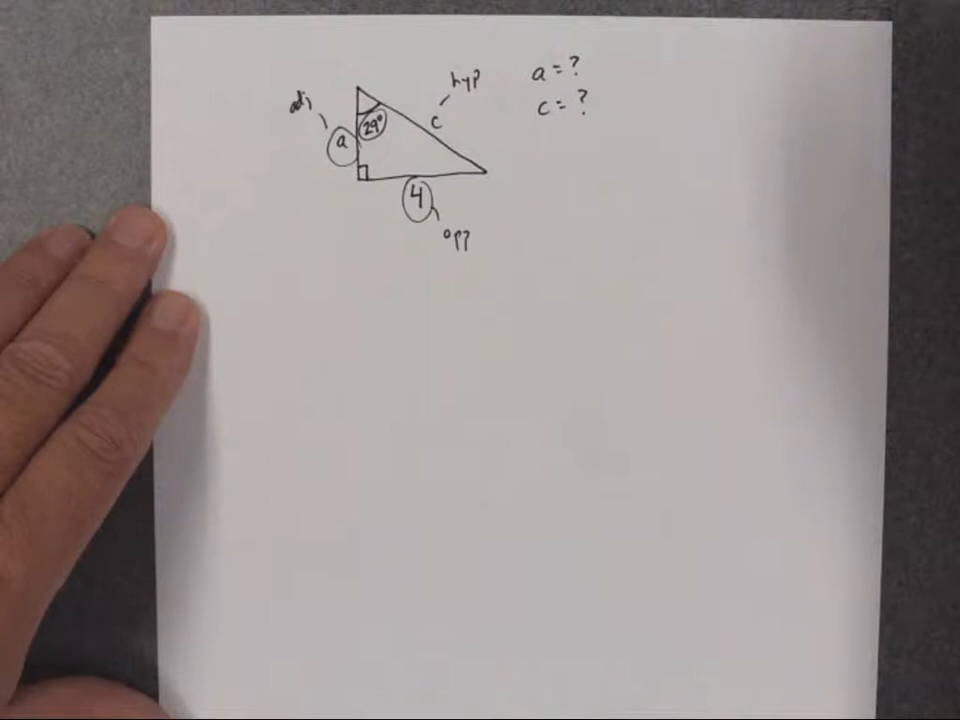 hyp
a = ?
adj
c
c = ?
29°
a
4
opp